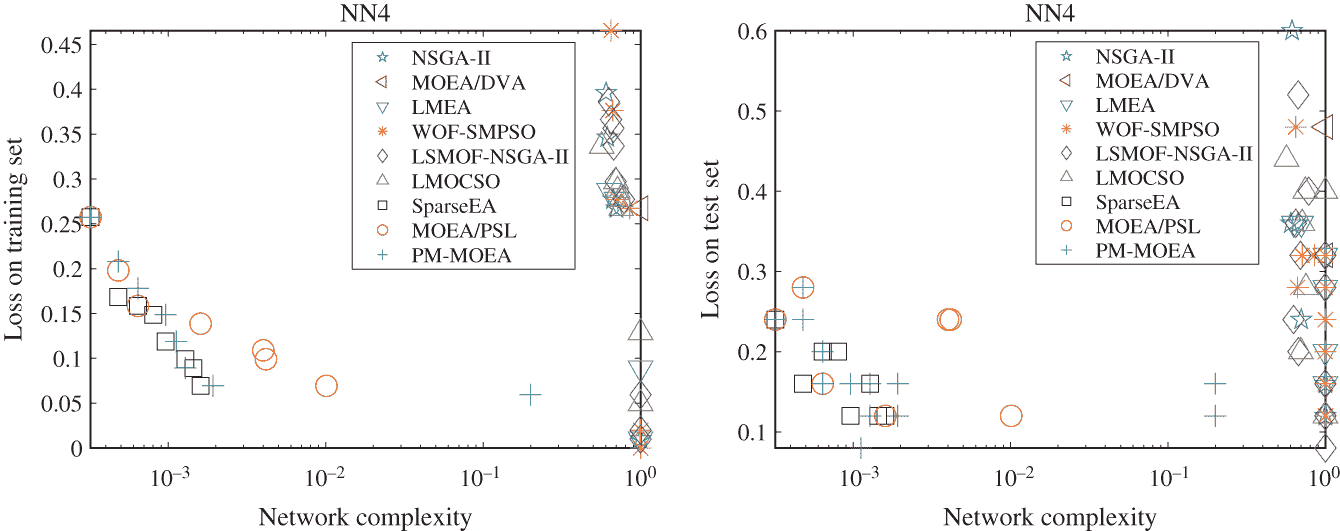 NN4
0.45
0.4
0.35
0.3
0.25
0.2
0.15
0.1
0.05
0
Loss on training set
NSGA-II
MOEA/DVA
LMEA
WOF-SMPSO
LSMOF-NSGA-II
LMOCSO
SparseEA
MOEA/PSL
PM-MOEA
10⁻³ 10⁻² 10⁻¹ 10⁰
Network complexity
NN4
0.6
0.5
0.4
0.3
0.2
0.1
Loss on test set
NSGA-II
MOEA/DVA
LMEA
WOF-SMPSO
LSMOF-NSGA-II
LMOCSO
SparseEA
MOEA/PSL
PM-MOEA
10⁻³ 10⁻² 10⁻¹ 10⁰
Network complexity